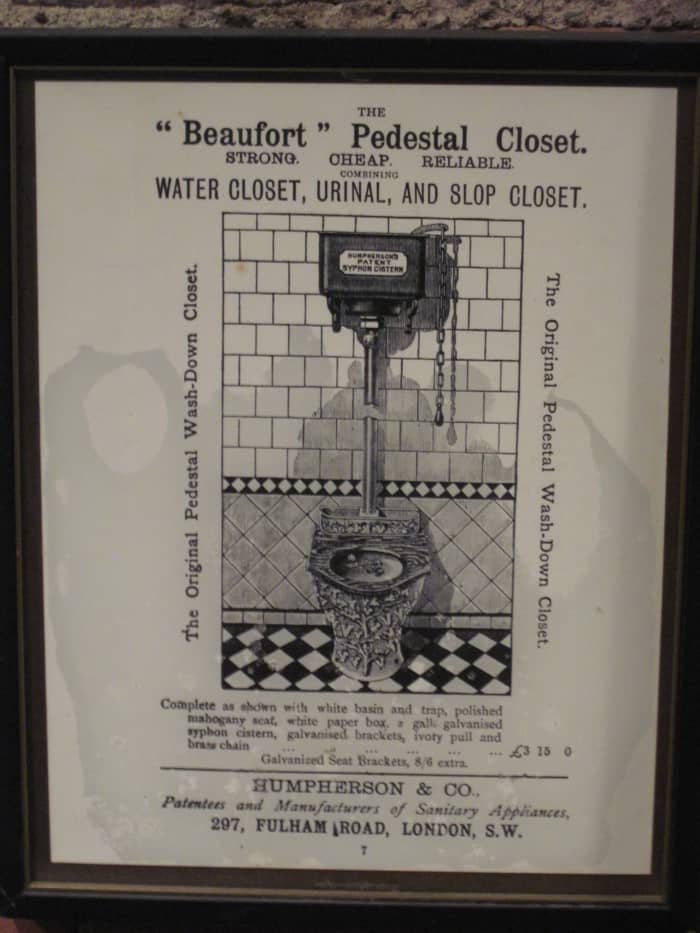 THE
“ Beaufort ” Pedestal Closet.
STRONG. CHEAP. RELIABLE.
COMBINING
WATER CLOSET, URINAL, AND SLOP CLOSET.
HUMPHERSON'S
PATENT
SYPHON CISTERN
The Original Pedestal Wash-Down Closet.
The Original Pedestal Wash-Down Closet.
Complete as shown with white basin and trap, polished
mahogany seat, white paper box, 2 gall. galvanised
syphon cistern, galvanised brackets, ivory pull and
brass chain ... ... ... ... ... ... £3 15 0
Galvanized Seat Brackets, 8/6 extra.
HUMPHERSON & CO.,
Patentees and Manufacturers of Sanitary Appliances,
297, FULHAM ROAD, LONDON, S.W.
7